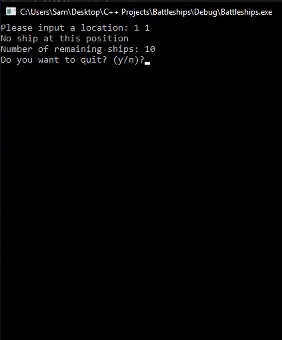 C:\Users\Sam\Desktop\C++ Projects\Battleships\Debug\Battleships.exe
Please input a location: 1 1
No ship at this position
Number of remaining ships: 10
Do you want to quit? (y/n)?